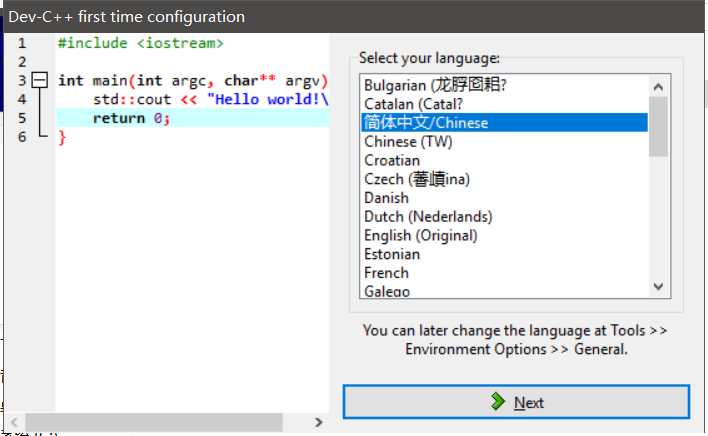 Dev-C++ first time configuration
1 #include <iostream>
2
3 int main(int argc, char** argv)
4 std::cout << "Hello world!\
5 return 0;
6 }
Select your language:
Bulgarian (龙脬囵耜?
Catalan (Catal?
简体中文/Chinese
Chinese (TW)
Croatian
Czech (萫巆ina)
Danish
Dutch (Nederlands)
English (Original)
Estonian
French
Galego
You can later change the language at Tools >>
Environment Options >> General.
Next